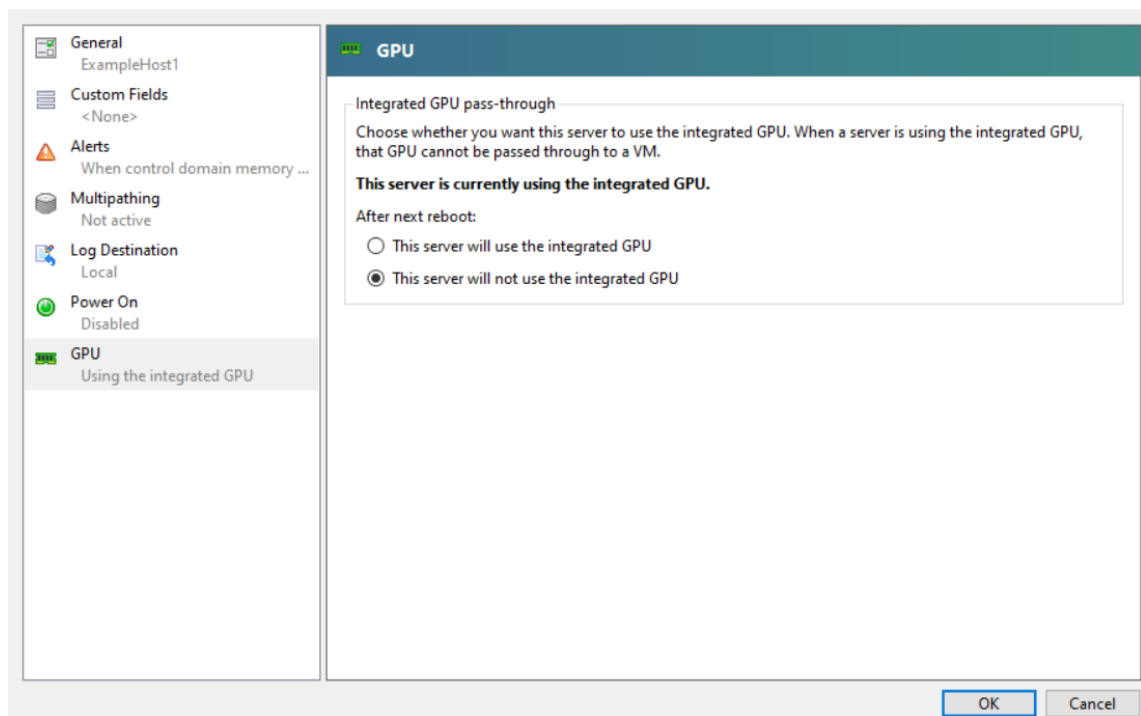 General
ExampleHost1
Custom Fields
<None>
Alerts
When control domain memory ...
Multipathing
Not active
Log Destination
Local
Power On
Disabled
GPU
Using the integrated GPU
GPU
Integrated GPU pass-through
Choose whether you want this server to use the integrated GPU. When a server is using the integrated GPU,
that GPU cannot be passed through to a VM.
This server is currently using the integrated GPU.
After next reboot:
This server will use the integrated GPU
This server will not use the integrated GPU
OK
Cancel